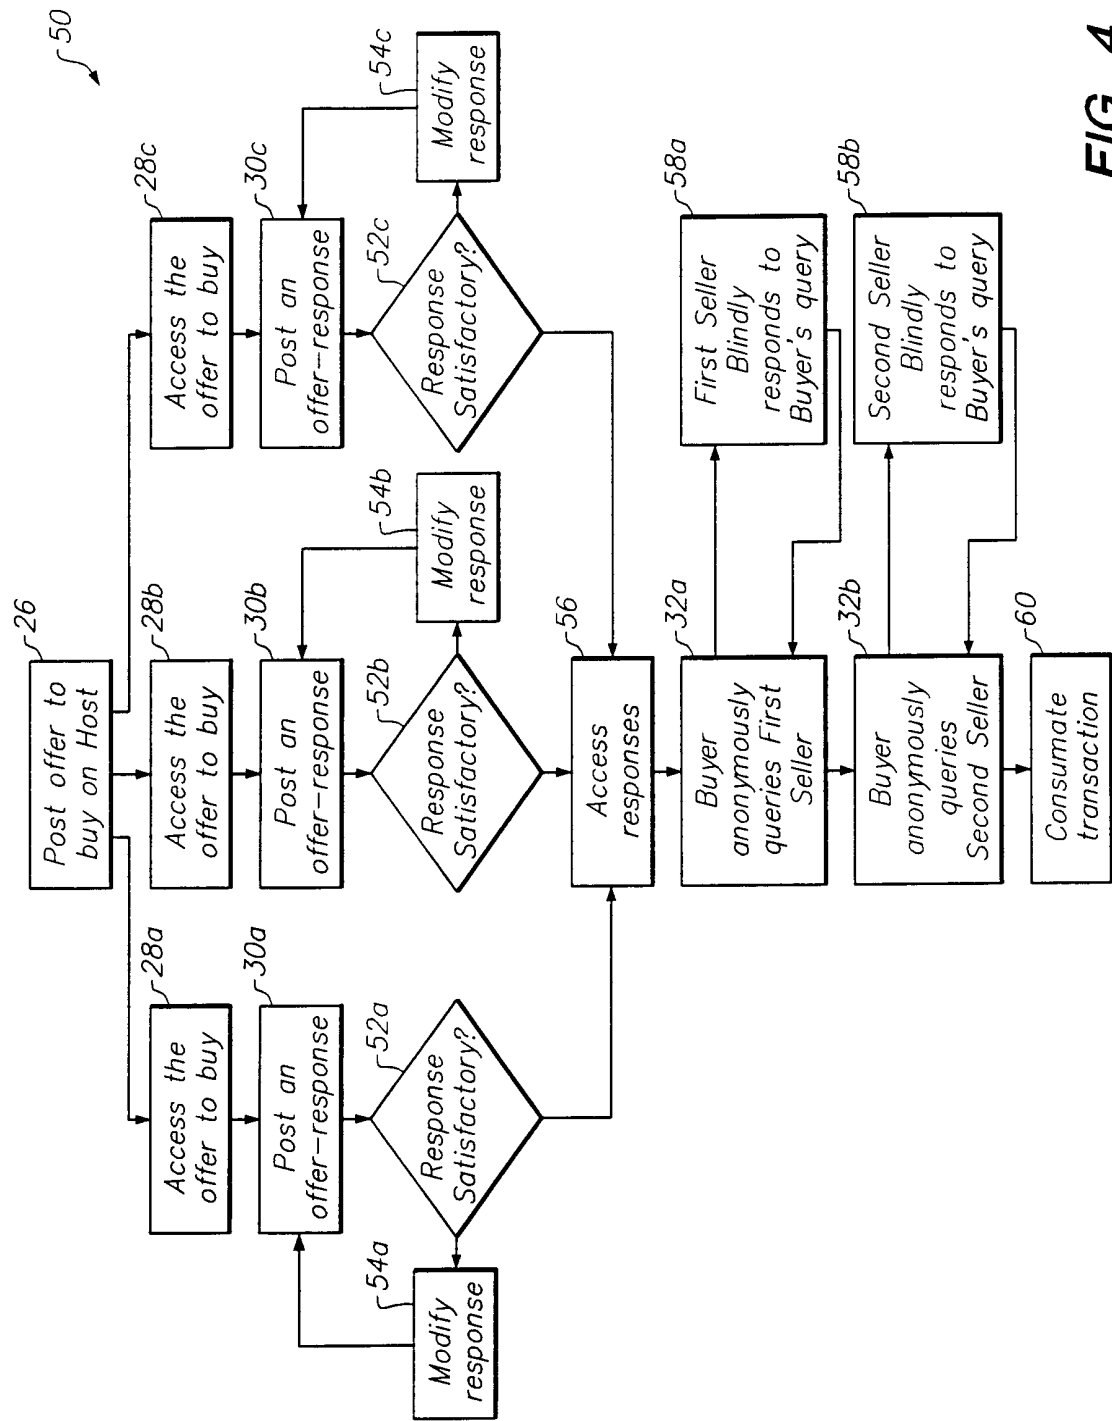 50
26
Post offer to
buy on Host
28a
Access the
offer to buy
28b
Access the
offer to buy
28c
Access the
offer to buy
30a
Post an
offer-response
30b
Post an
offer-response
30c
Post an
offer-response
52a
Response
Satisfactory?
52b
Response
Satisfactory?
52c
Response
Satisfactory?
54a
Modify
response
54b
Modify
response
54c
Modify
response
56
Access
responses
32a
Buyer
anonymously
queries First
Seller
58a
First Seller
Blindly
responds to
Buyer's query
32b
Buyer
anonymously
queries
Second Seller
58b
Second Seller
Blindly
responds to
Buyer's query
60
Consumate
transaction
FIG. 4